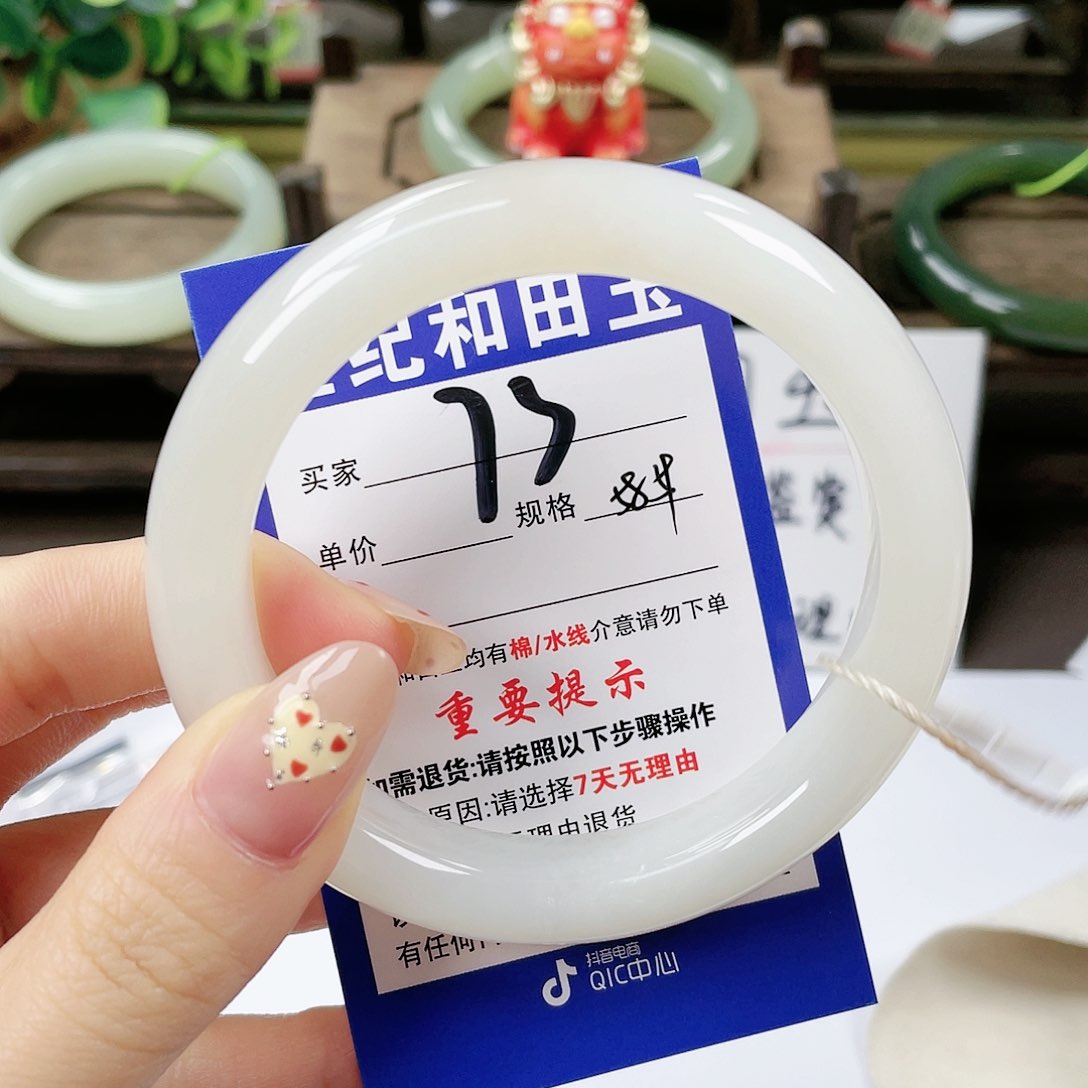 纪和田玉
73
买家
规格
单价
均有棉/水线介意请勿下单
重要提示
如需退货:请按照以下步骤操作
原因:请选择7天无理由
理由退货
有任何
抖音电商
QIC中心